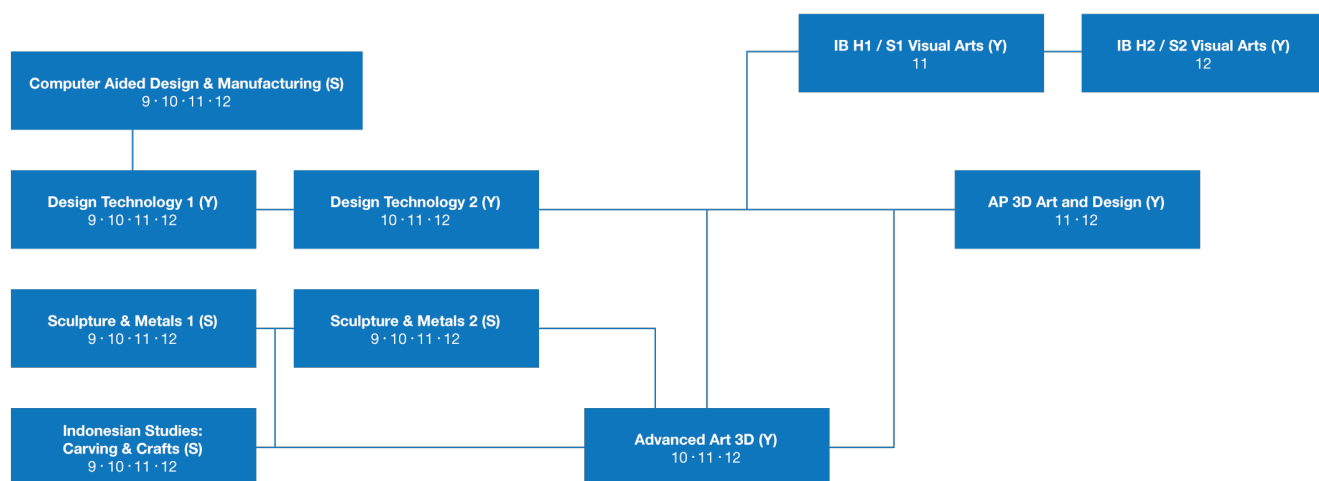 IB H1 / S1 Visual Arts (Y)
11
IB H2 / S2 Visual Arts (Y)
12
Computer Aided Design & Manufacturing (S)
9 · 10 · 11 · 12
Design Technology 1 (Y)
9 · 10 · 11 · 12
Design Technology 2 (Y)
10 · 11 · 12
AP 3D Art and Design (Y)
11 · 12
Sculpture & Metals 1 (S)
9 · 10 · 11 · 12
Sculpture & Metals 2 (S)
9 · 10 · 11 · 12
Indonesian Studies:
Carving & Crafts (S)
9 · 10 · 11 · 12
Advanced Art 3D (Y)
10 · 11 · 12